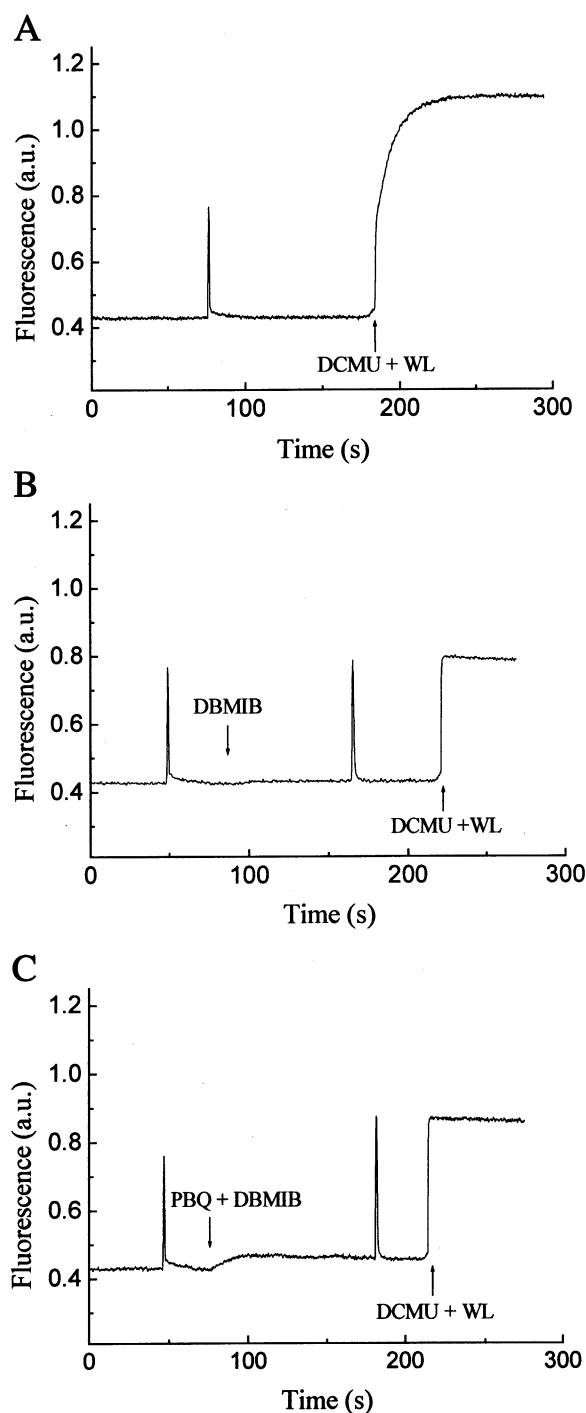 A
1.2
1.0
0.8
0.6
0.4
Fluorescence (a.u.)
DCMU + WL
0
100
200
300
Time (s)
B
1.2
1.0
0.8
0.6
0.4
Fluorescence (a.u.)
DBMIB
DCMU +WL
0
100
200
300
Time (s)
C
1.2
1.0
0.8
0.6
0.4
Fluorescence (a.u.)
PBQ + DBMIB
DCMU + WL
0
100
200
300
Time (s)